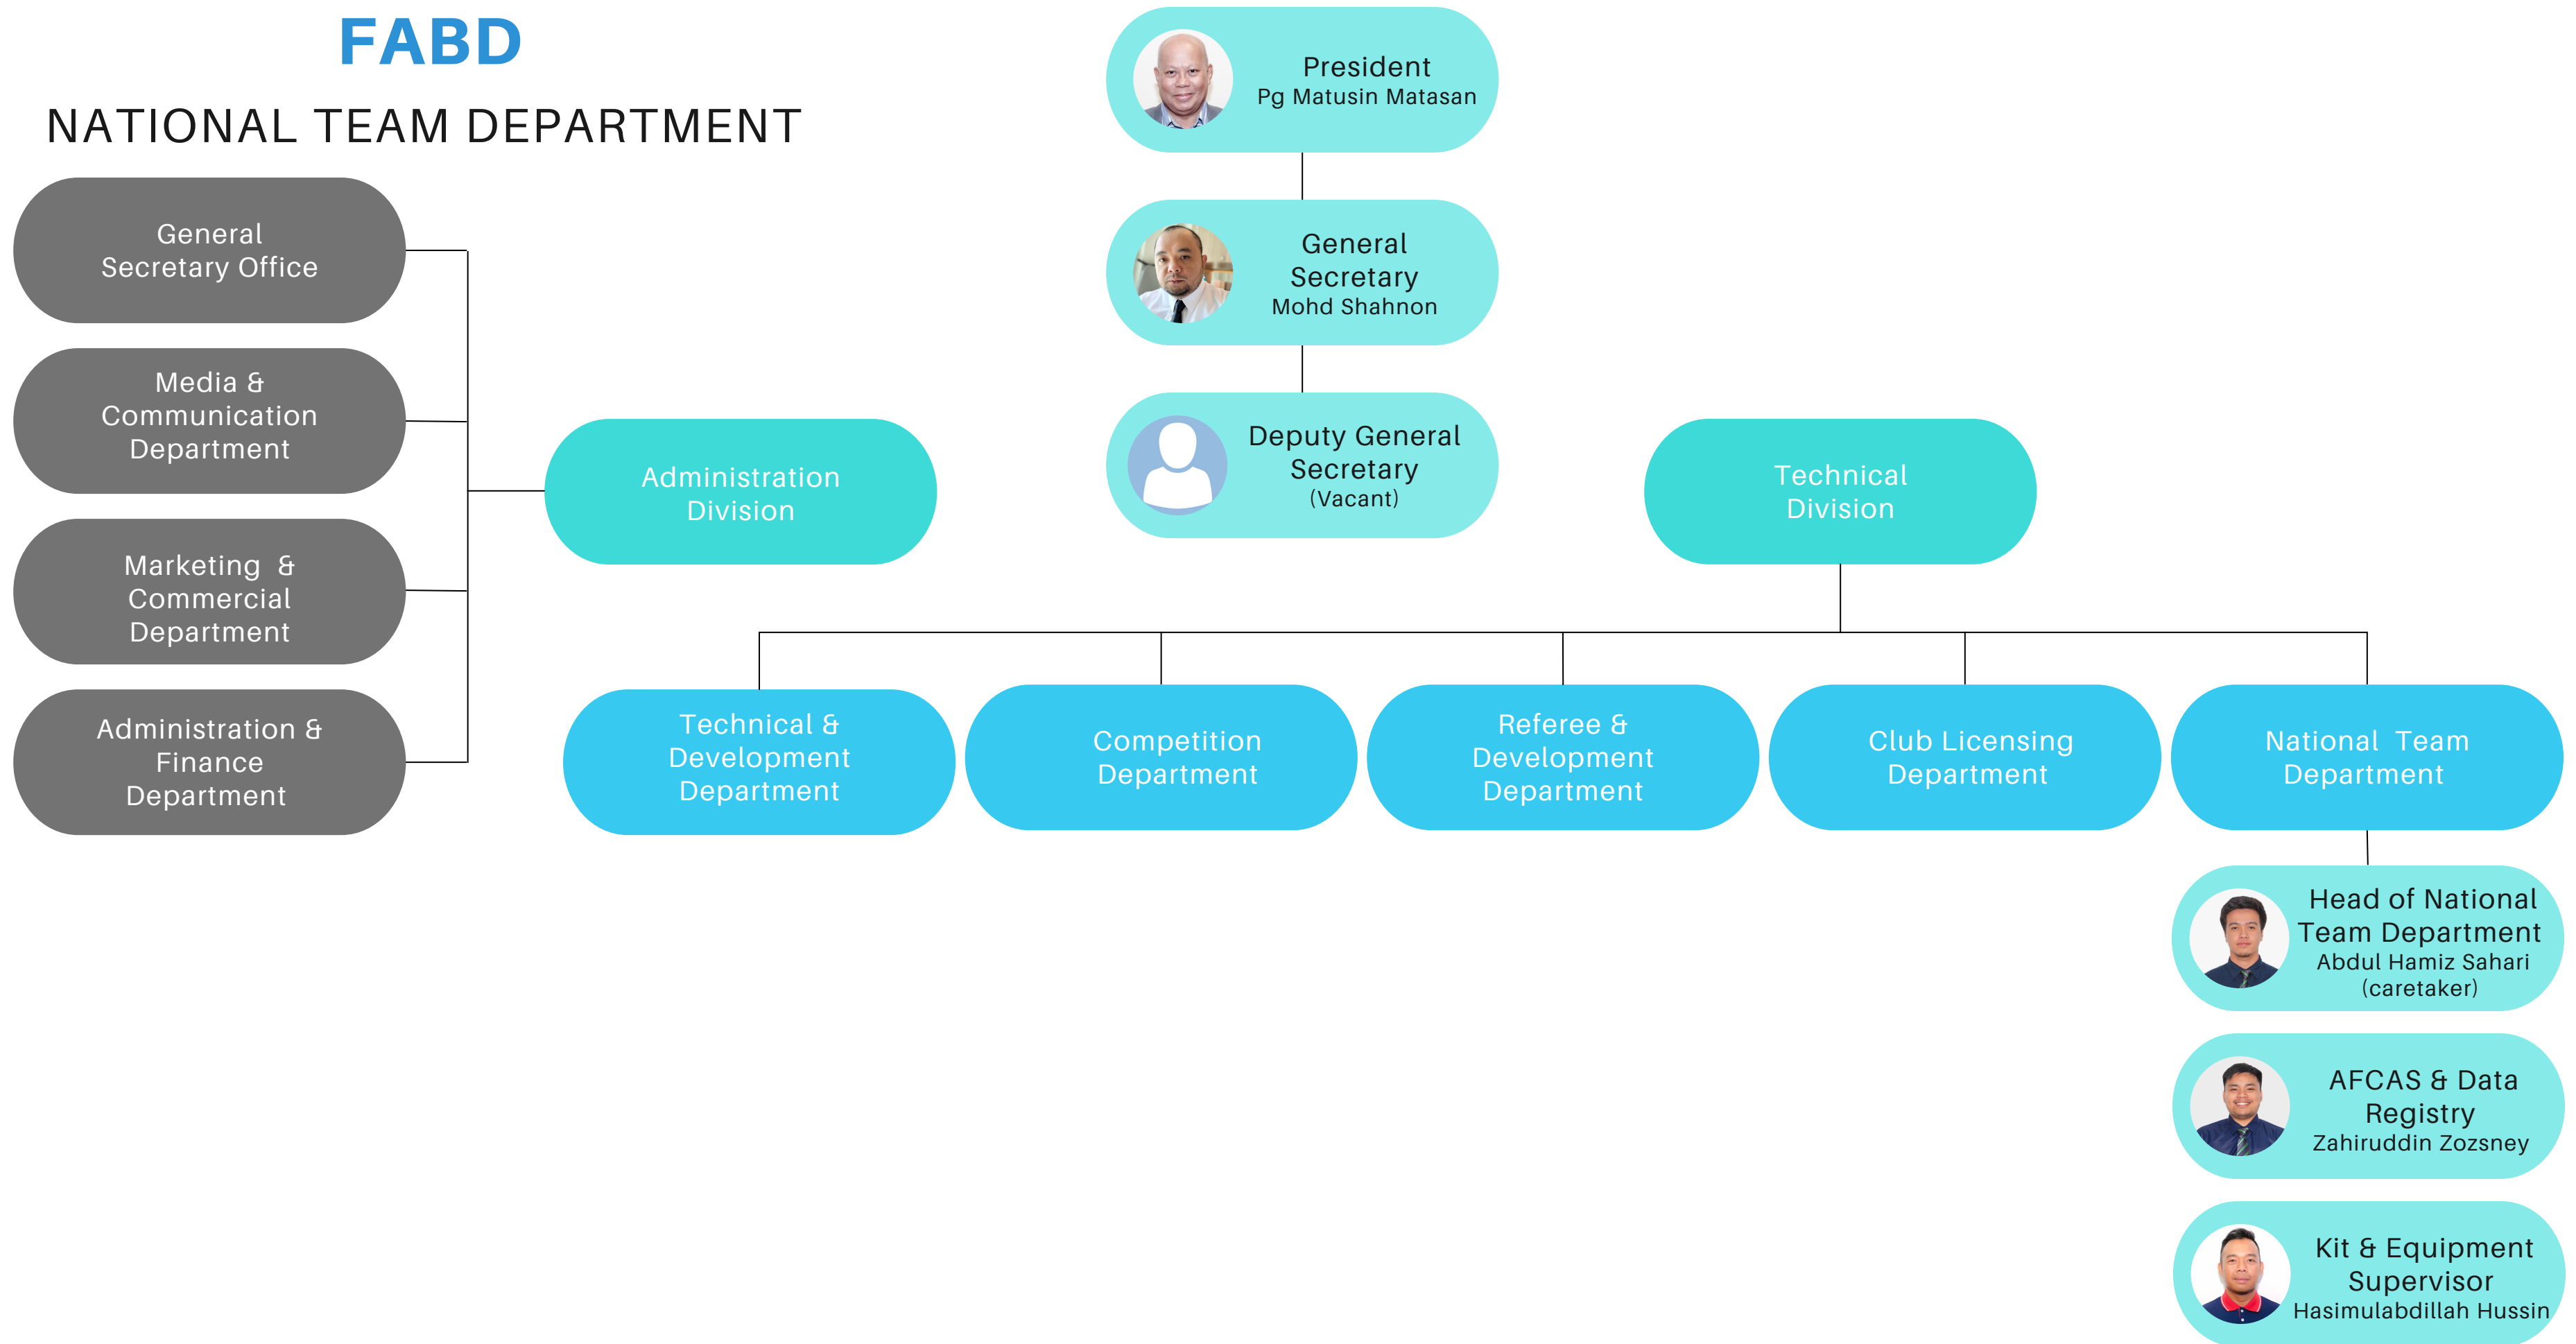 FABD
NATIONAL TEAM DEPARTMENT
President
Pg Matusin Matasan
General
Secretary
Mohd Shahnon
Deputy General
Secretary
(Vacant)
General
Secretary Office
Media &
Communication
Department
Marketing & 
Commercial
Department
Administration &
Finance
Department
Administration
Division
Technical
Division
Technical &
Development
Department
Competition
Department
Referee &
Development
Department
Club Licensing
Department
National Team
Department
Head of National
Team Department
Abdul Hamiz Sahari
(caretaker)
AFCAS & Data
Registry
Zahiruddin Zozsney
Kit & Equipment
Supervisor
Hasimulabdillah Hussin